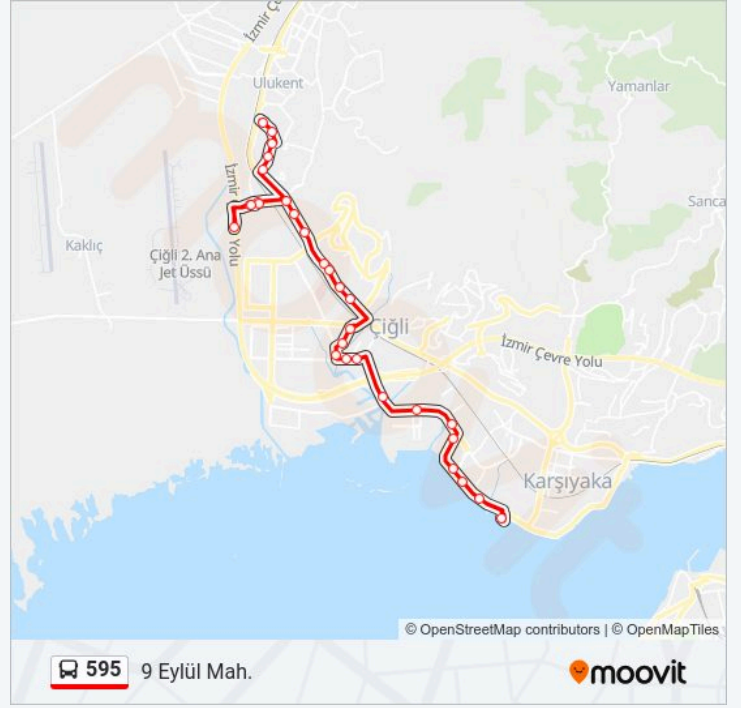 İzmir Çe
Ulukent
Yamanlar
İzmir
Yolu
Sanca
Kaklıç
Çiğli 2. Ana
Jet Üssü
Çiğli
İzmir Çevre Yolu
Karşıyaka
© OpenStreetMap contributors | © OpenMapTiles
595 9 Eylül Mah.
moovit